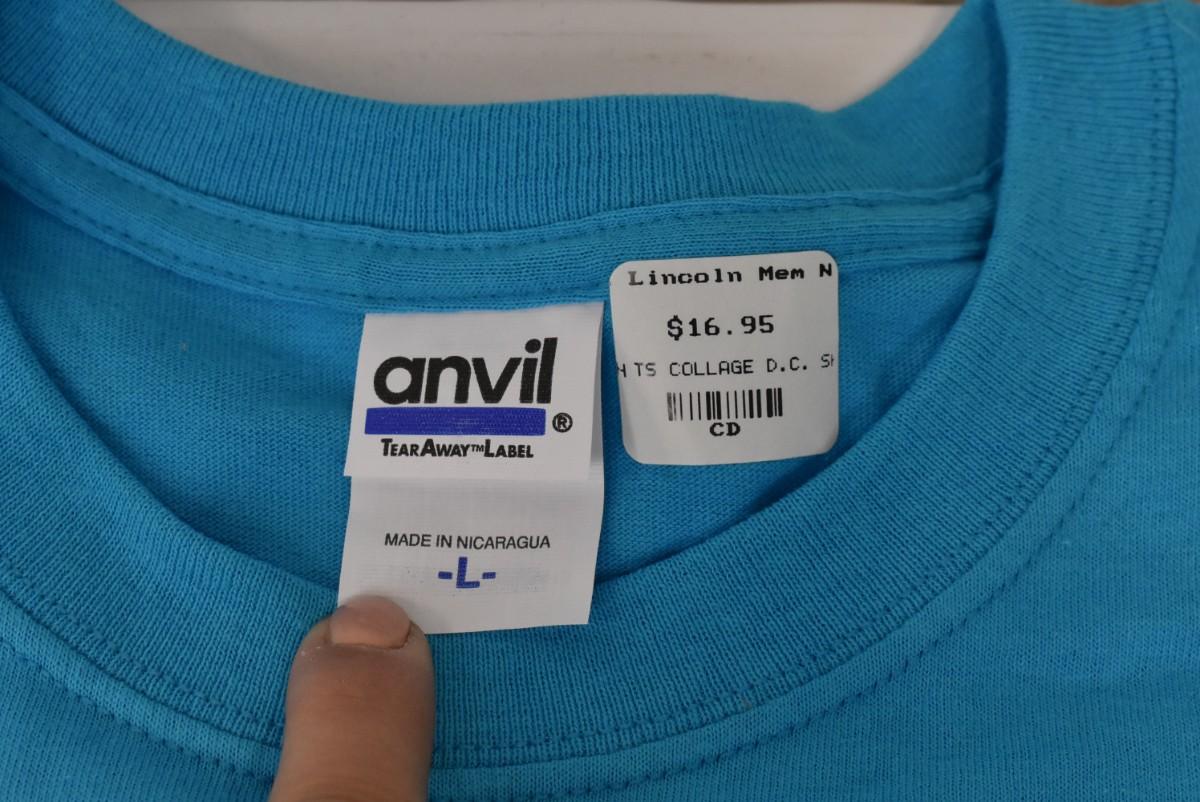 anvil
®
TEARAWAY™LABEL
MADE IN NICARAGUA
-L-
Lincoln Mem N
$16.95
TS COLLAGE D.C.
CD